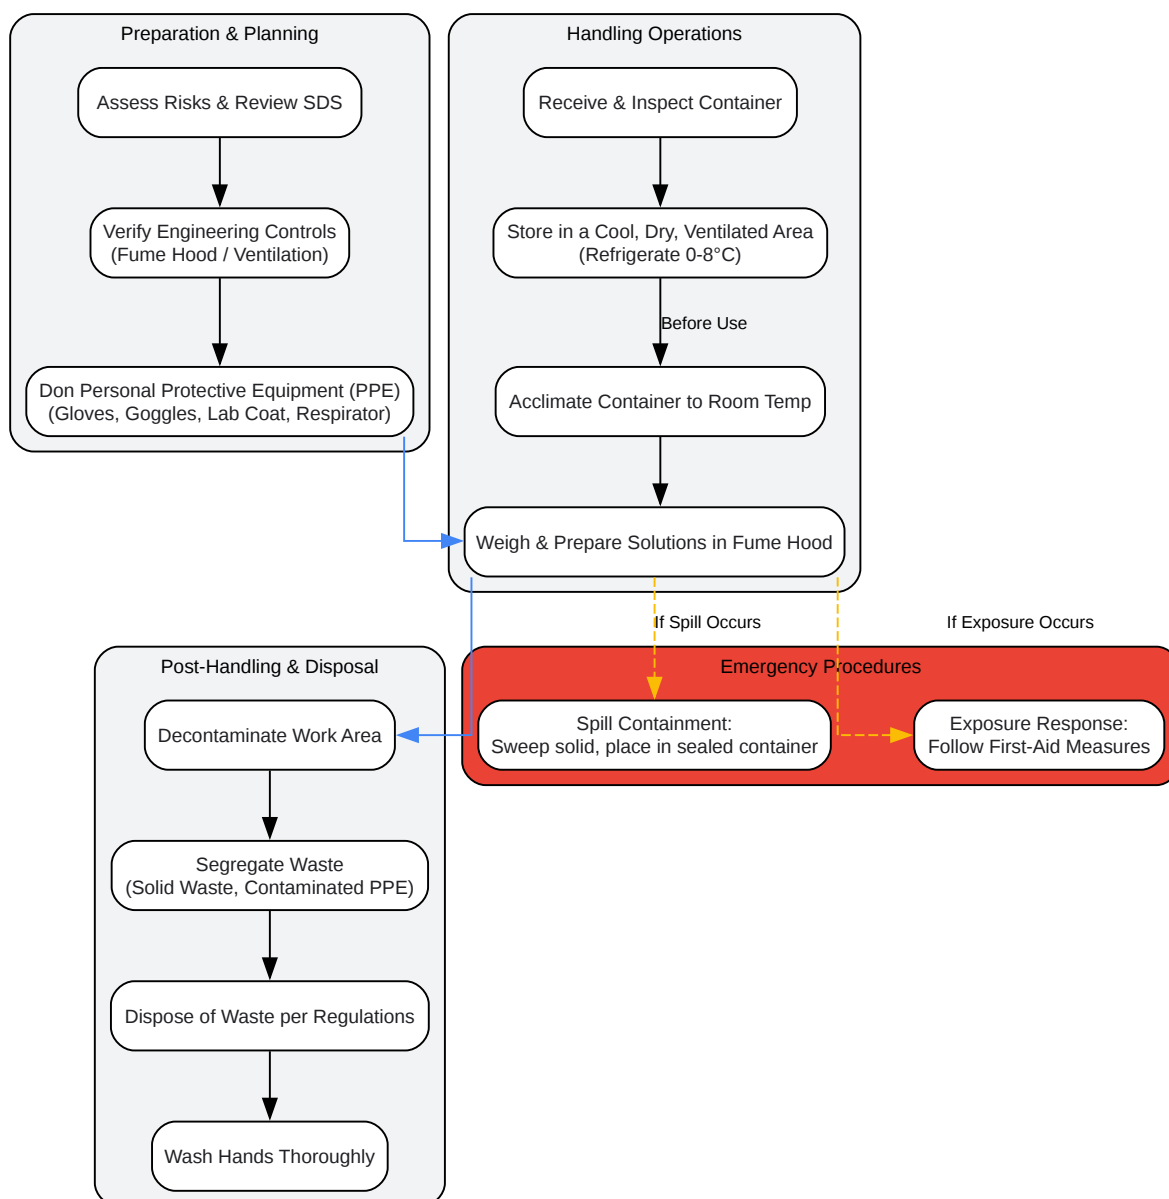 Preparation & Planning
Assess Risks & Review SDS
Verify Engineering Controls
(Fume Hood / Ventilation)
Don Personal Protective Equipment (PPE)
(Gloves, Goggles, Lab Coat, Respirator)
Handling Operations
Receive & Inspect Container
Store in a Cool, Dry, Ventilated Area
(Refrigerate 0-8°C)
Before Use
Acclimate Container to Room Temp
Weigh & Prepare Solutions in Fume Hood
If Spill Occurs
If Exposure Occurs
Emergency Procedures
Spill Containment:
Sweep solid, place in sealed container
Exposure Response:
Follow First-Aid Measures
Post-Handling & Disposal
Decontaminate Work Area
Segregate Waste
(Solid Waste, Contaminated PPE)
Dispose of Waste per Regulations
Wash Hands Thoroughly